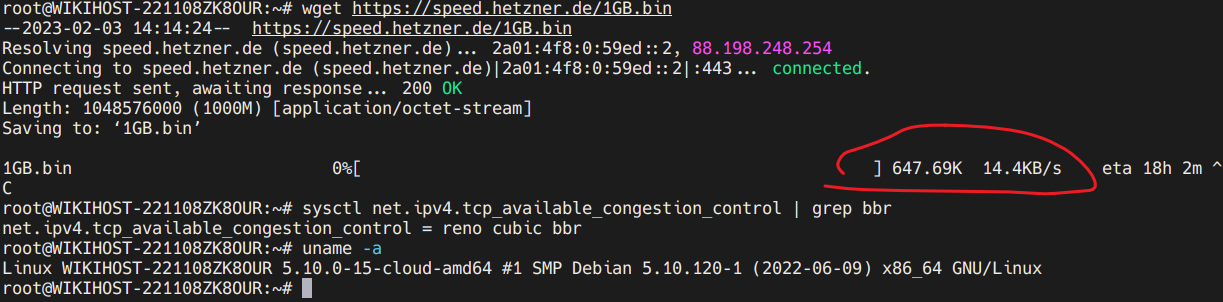 root@WIKIHOST-221108ZK8OUR:~# wget https://speed.hetzner.de/1GB.bin
--2023-02-03 14:14:24--  https://speed.hetzner.de/1GB.bin
Resolving speed.hetzner.de (speed.hetzner.de)... 2a01:4f8:0:59ed::2, 88.198.248.254
Connecting to speed.hetzner.de (speed.hetzner.de)|2a01:4f8:0:59ed::2|:443... connected.
HTTP request sent, awaiting response... 200 OK
Length: 1048576000 (1000M) [application/octet-stream]
Saving to: ‘1GB.bin’
1GB.bin 0%[ ] 647.69K 14.4KB/s eta 18h 2m ^
C
root@WIKIHOST-221108ZK8OUR:~# sysctl net.ipv4.tcp_available_congestion_control | grep bbr
net.ipv4.tcp_available_congestion_control = reno cubic bbr
root@WIKIHOST-221108ZK8OUR:~# uname -a
Linux WIKIHOST-221108ZK8OUR 5.10.0-15-cloud-amd64 #1 SMP Debian 5.10.120-1 (2022-06-09) x86_64 GNU/Linux
root@WIKIHOST-221108ZK8OUR:~#